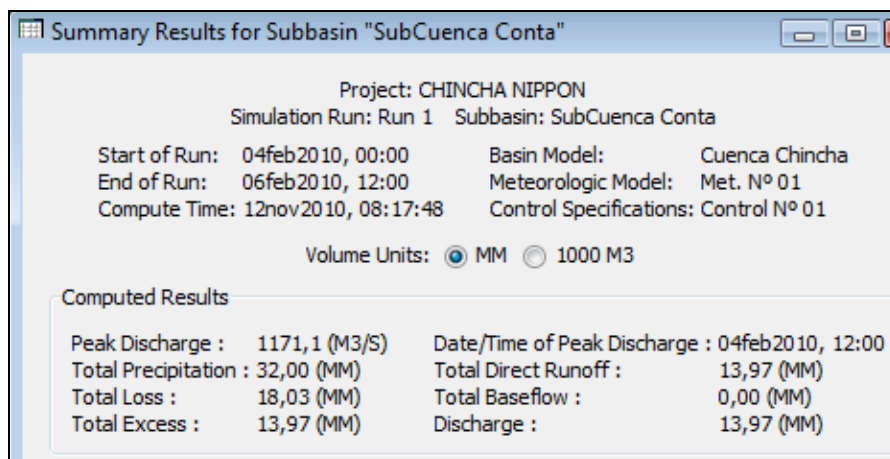 Summary Results for Subbasin "SubCuenca Conta"
Project: CHINCHA NIPPON
Simulation Run: Run 1 Subbasin: SubCuenca Conta
Start of Run: 04feb2010, 00:00 Basin Model: Cuenca Chincha
End of Run: 06feb2010, 12:00 Meteorologic Model: Met. Nº 01
Compute Time: 12nov2010, 08:17:48 Control Specifications: Control Nº 01
Volume Units: MM 1000 M3
Computed Results
Peak Discharge : 1171,1 (M3/S) Date/Time of Peak Discharge : 04feb2010, 12:00
Total Precipitation : 32,00 (MM) Total Direct Runoff : 13,97 (MM)
Total Loss : 18,03 (MM) Total Baseflow : 0,00 (MM)
Total Excess : 13,97 (MM) Discharge : 13,97 (MM)